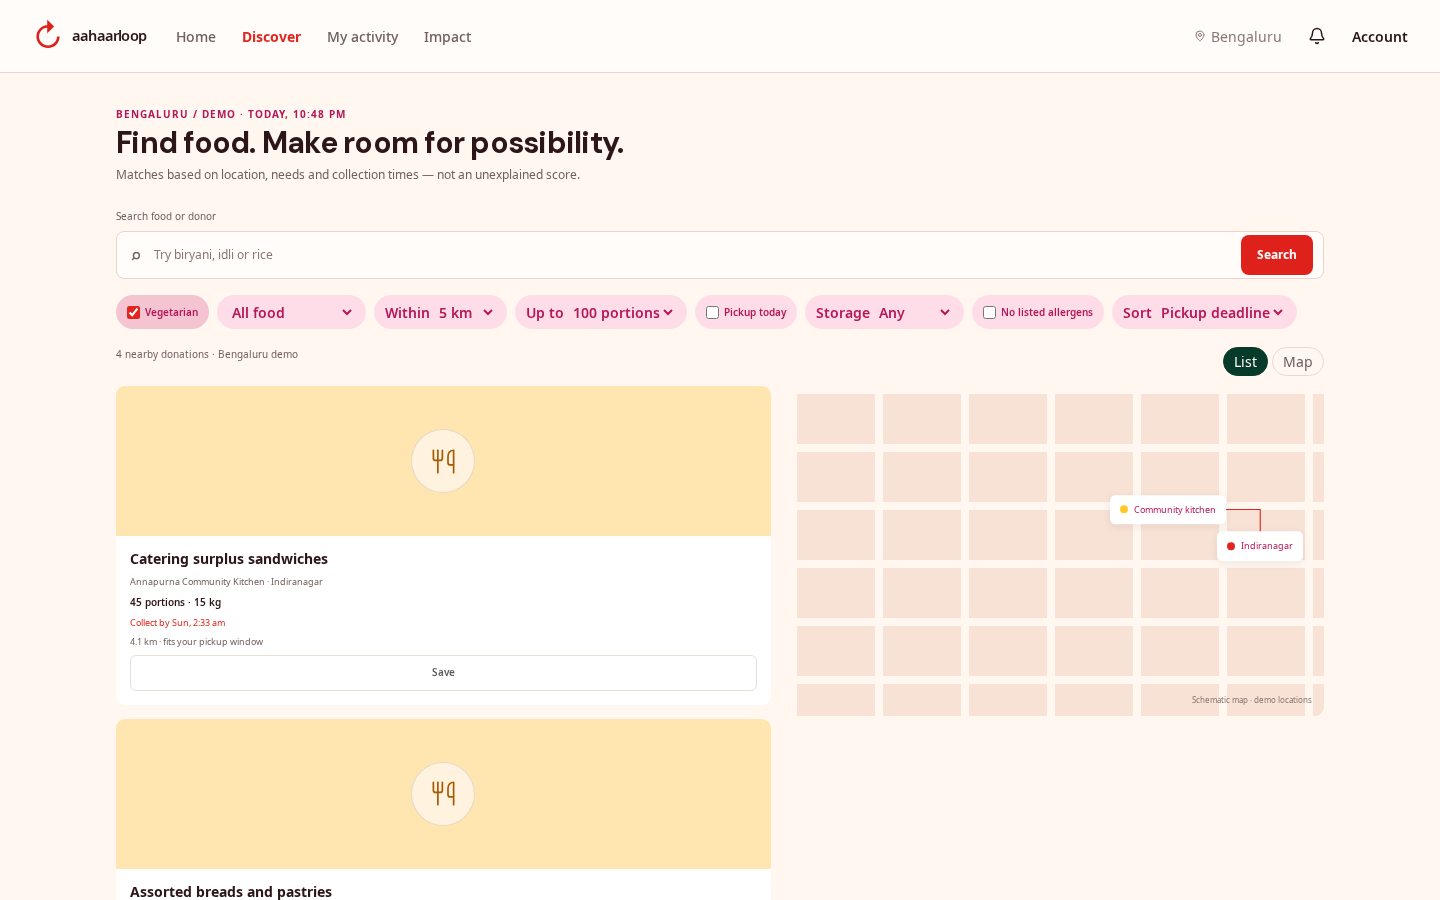 aahaarloop
Home
Discover
My activity
Impact
Bengaluru
Account
BENGALURU / DEMO · TODAY, 10:48 PM
Find food. Make room for possibility.
Matches based on location, needs and collection times — not an unexplained score.
Search food or donor
Try biryani, idli or rice
Search
Vegetarian
All food
Within 5 km
Up to 100 portions
Pickup today
Storage Any
No listed allergens
Sort Pickup deadline
4 nearby donations · Bengaluru demo
List
Map
Catering surplus sandwiches
Annapurna Community Kitchen · Indiranagar
45 portions · 15 kg
Collect by Sun, 2:33 am
4.1 km · fits your pickup window
Save
Community kitchen
Indiranagar
Schematic map · demo locations
Assorted breads and pastries